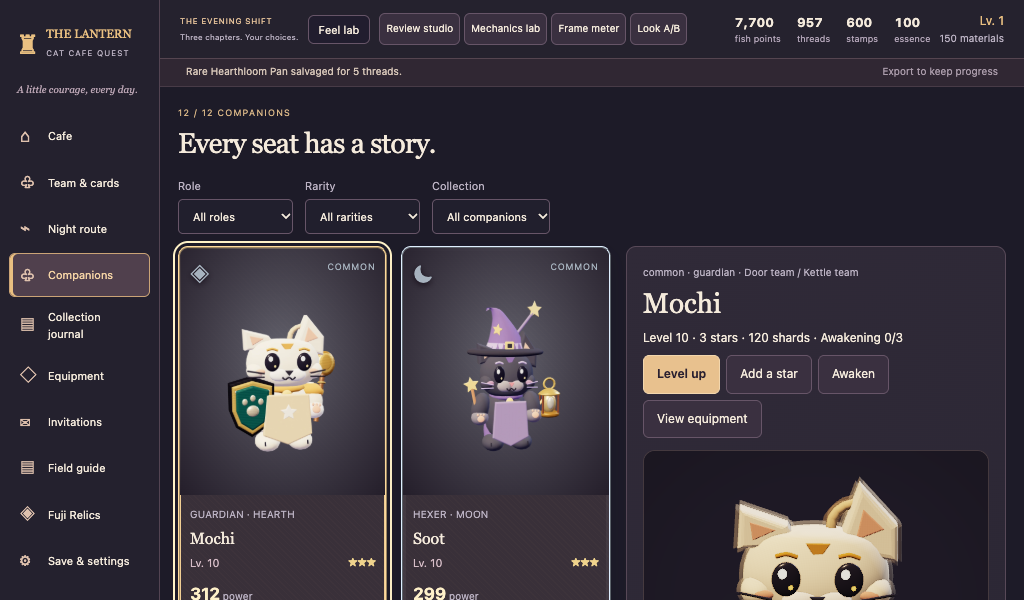 THE LANTERN
CAT CAFE QUEST
A little courage, every day.
Cafe
Team & cards
Night route
Companions
Collection
journal
Equipment
Invitations
Field guide
Fuji Relics
Save & settings
THE EVENING SHIFT
Three chapters. Your choices.
Feel lab
Review studio
Mechanics lab
Frame meter
Look A/B
7,700
fish points
957
threads
600
stamps
100
essence
Lv. 1
150 materials
Rare Hearthloom Pan salvaged for 5 threads.
Export to keep progress
12 / 12 COMPANIONS
Every seat has a story.
Role
Rarity
Collection
All roles
All rarities
All companions
COMMON
GUARDIAN · HEARTH
Mochi
Lv. 10
312 power
COMMON
HEXER · MOON
Soot
Lv. 10
299 power
common · guardian · Door team / Kettle team
Mochi
Level 10 · 3 stars · 120 shards · Awakening 0/3
Level up
Add a star
Awaken
View equipment